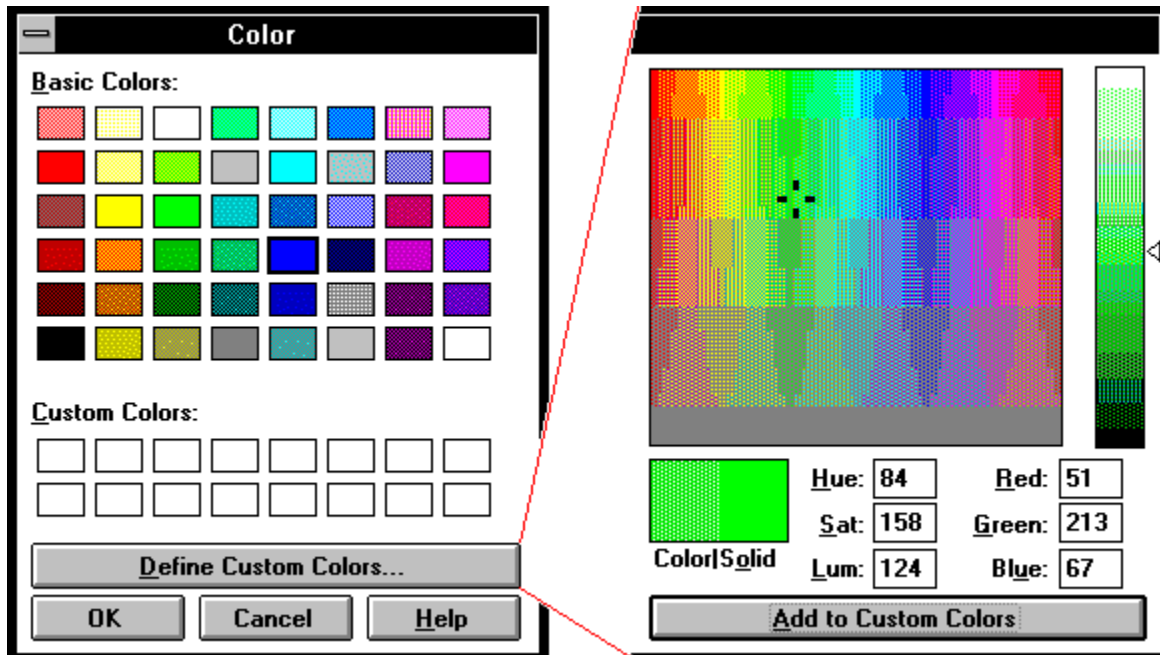 Color
Basic Colors:
Custom Colors:
Define Custom Colors...
OK Cancel Help
Hue: 84 Red: 51
Sat: 158 Green: 213
Color|Solid
Lum: 124 Blue: 67
Add to Custom Colors